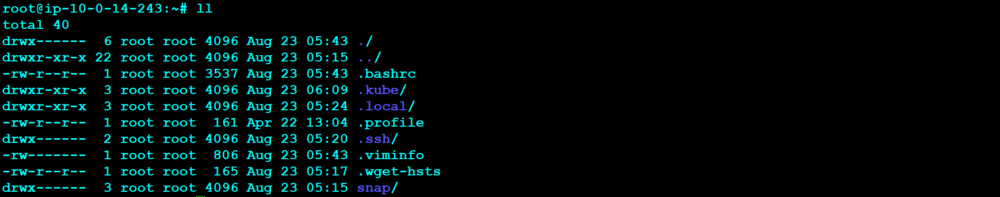 root@ip-10-0-14-243:~# ll
total 40
drwx------  6 root root 4096 Aug 23 05:43 ./
drwxr-xr-x 22 root root 4096 Aug 23 05:15 ../
-rw-r--r--  1 root root 3537 Aug 23 05:43 .bashrc
drwxr-xr-x  3 root root 4096 Aug 23 06:09 .kube/
drwxr-xr-x  3 root root 4096 Aug 23 05:24 .local/
-rw-r--r--  1 root root  161 Apr 22 13:04 .profile
drwx------  2 root root 4096 Aug 23 05:20 .ssh/
-rw-------  1 root root  806 Aug 23 05:43 .viminfo
-rw-r--r--  1 root root  165 Aug 23 05:17 .wget-hsts
drwx------  3 root root 4096 Aug 23 05:15 snap/